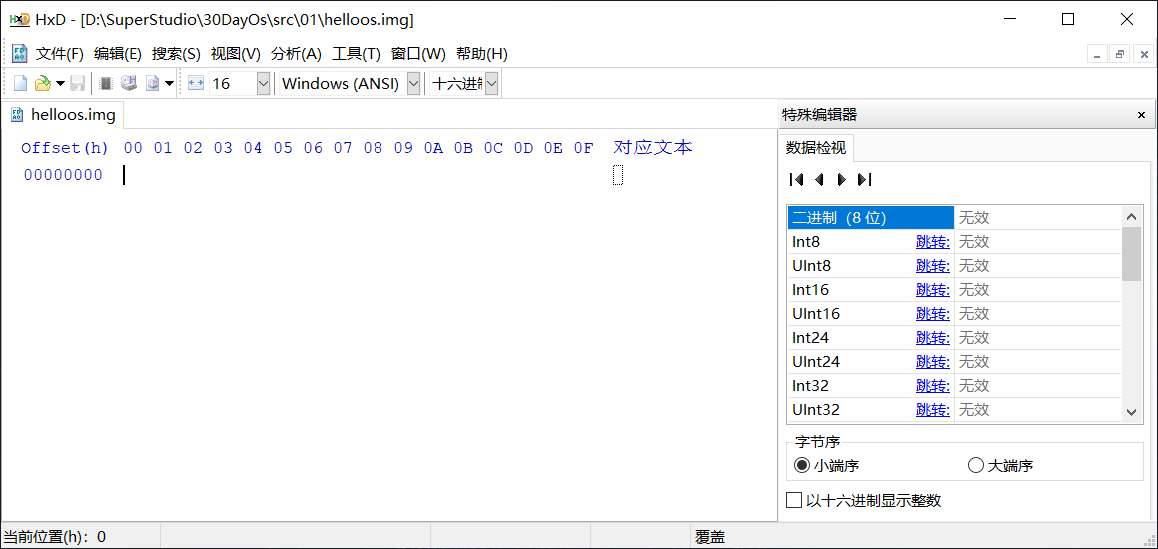 HxD - [D:\SuperStudio\30DayOs\src\01\helloos.img]
文件(F) 编辑(E) 搜索(S) 视图(V) 分析(A) 工具(T) 窗口(W) 帮助(H)
16 Windows (ANSI) 十六进制
helloos.img
Offset(h) 00 01 02 03 04 05 06 07 08 09 0A 0B 0C 0D 0E 0F 对应文本
00000000
特殊编辑器
数据检视
二进制（8 位） 无效
Int8 跳转: 无效
UInt8 跳转: 无效
Int16 跳转: 无效
UInt16 跳转: 无效
Int24 跳转: 无效
UInt24 跳转: 无效
Int32 跳转: 无效
UInt32 跳转: 无效
字节序
小端序 大端序
以十六进制显示整数
当前位置(h): 0 覆盖